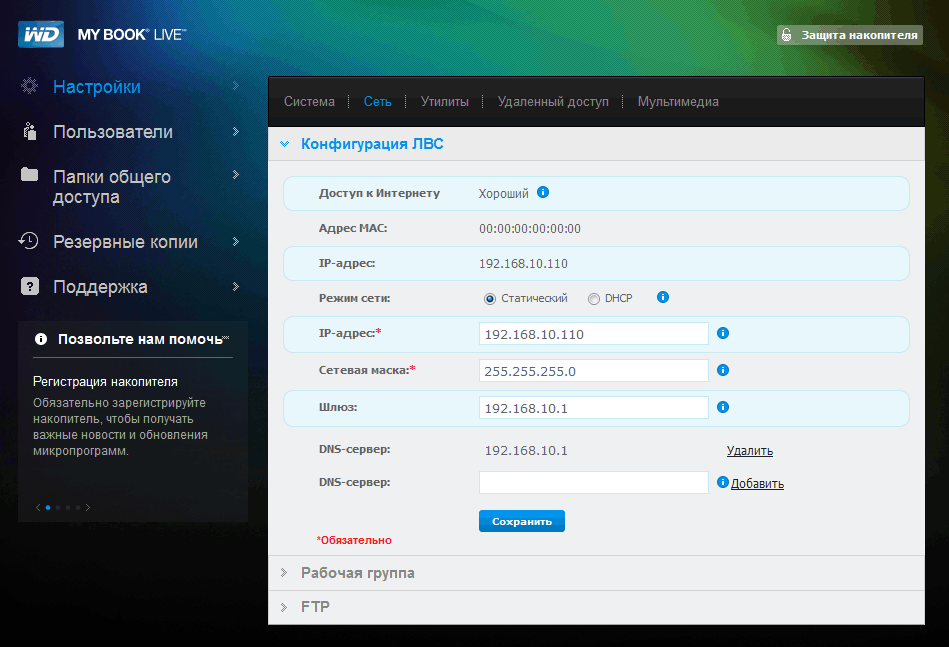 WD MY BOOK® LIVE™
Защита накопителя
Настройки
Пользователи
Папки общего
доступа
Резервные копии
Поддержка
Позвольте нам помочь...
Регистрация накопителя
Обязательно зарегистрируйте
накопитель, чтобы получать
важные новости и обновления
микропрограмм.
Система Сеть Утилиты Удаленный доступ Мультимедиа
Конфигурация ЛВС
Доступ к Интернету Хороший
Адрес MAC: 00:00:00:00:00:00
IP-адрес: 192.168.10.110
Режим сети: Статический DHCP
IP-адрес:* 192.168.10.110
Сетевая маска:* 255.255.255.0
Шлюз: 192.168.10.1
DNS-сервер: 192.168.10.1 Удалить
DNS-сервер: Добавить
Сохранить
*Обязательно
Рабочая группа
FTP